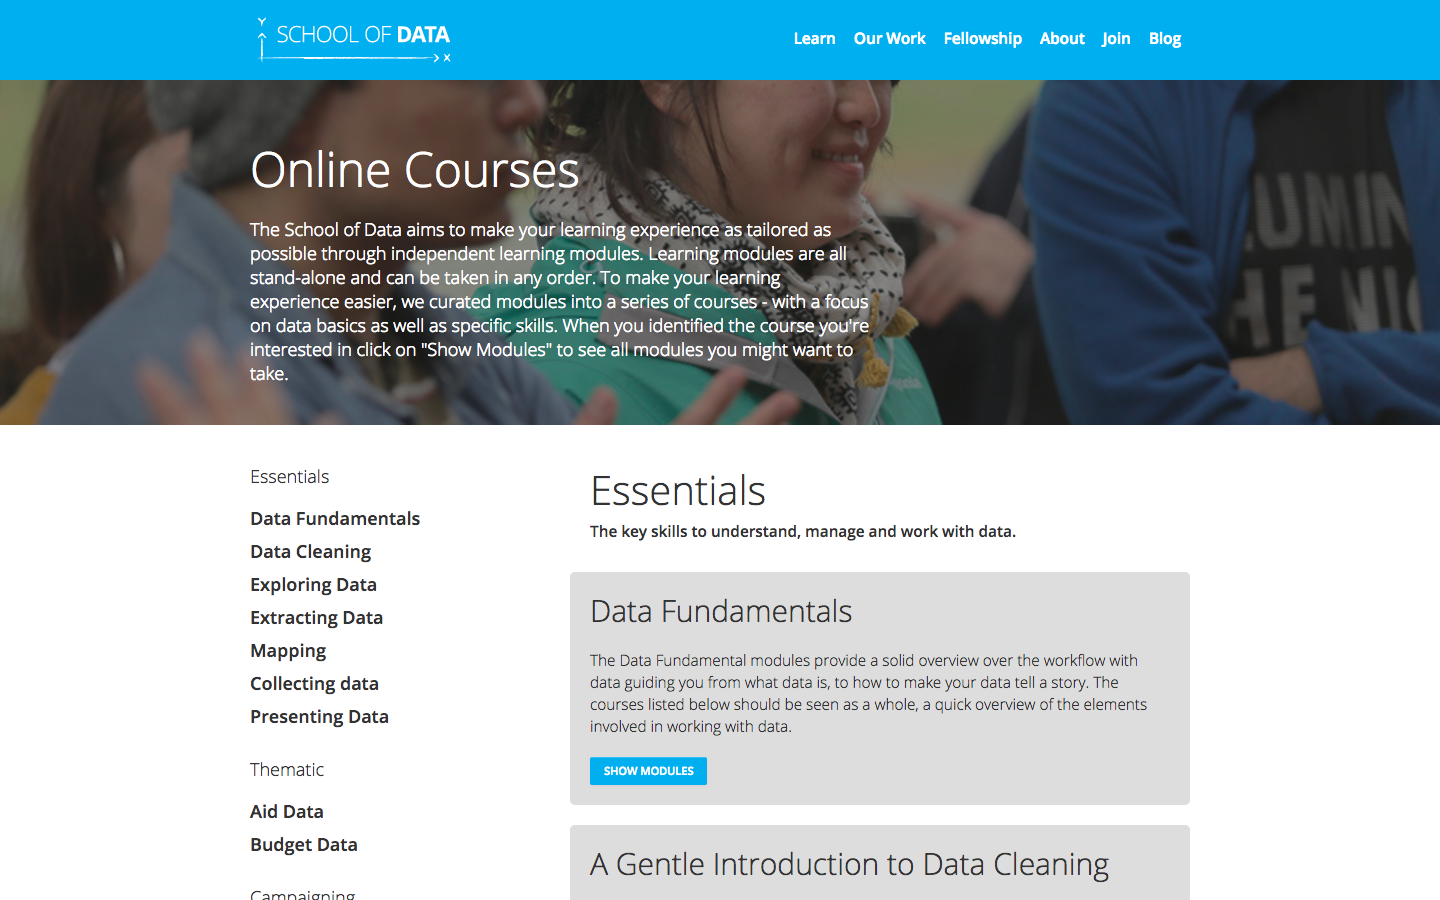 Y
SCHOOL OF DATA
X
Learn Our Work Fellowship About Join Blog
Online Courses
The School of Data aims to make your learning experience as tailored as
possible through independent learning modules. Learning modules are all
stand-alone and can be taken in any order. To make your learning
experience easier, we curated modules into a series of courses - with a focus
on data basics as well as specific skills. When you identified the course you're
interested in click on "Show Modules" to see all modules you might want to
take.
THE
Essentials
Data Fundamentals
Data Cleaning
Exploring Data
Extracting Data
Mapping
Collecting data
Presenting Data
Thematic
Aid Data
Budget Data
Campaigning
Essentials
The key skills to understand, manage and work with data.
Data Fundamentals
The Data Fundamental modules provide a solid overview over the workflow with
data guiding you from what data is, to how to make your data tell a story. The
courses listed below should be seen as a whole, a quick overview of the elements
involved in working with data.
SHOW MODULES
A Gentle Introduction to Data Cleaning